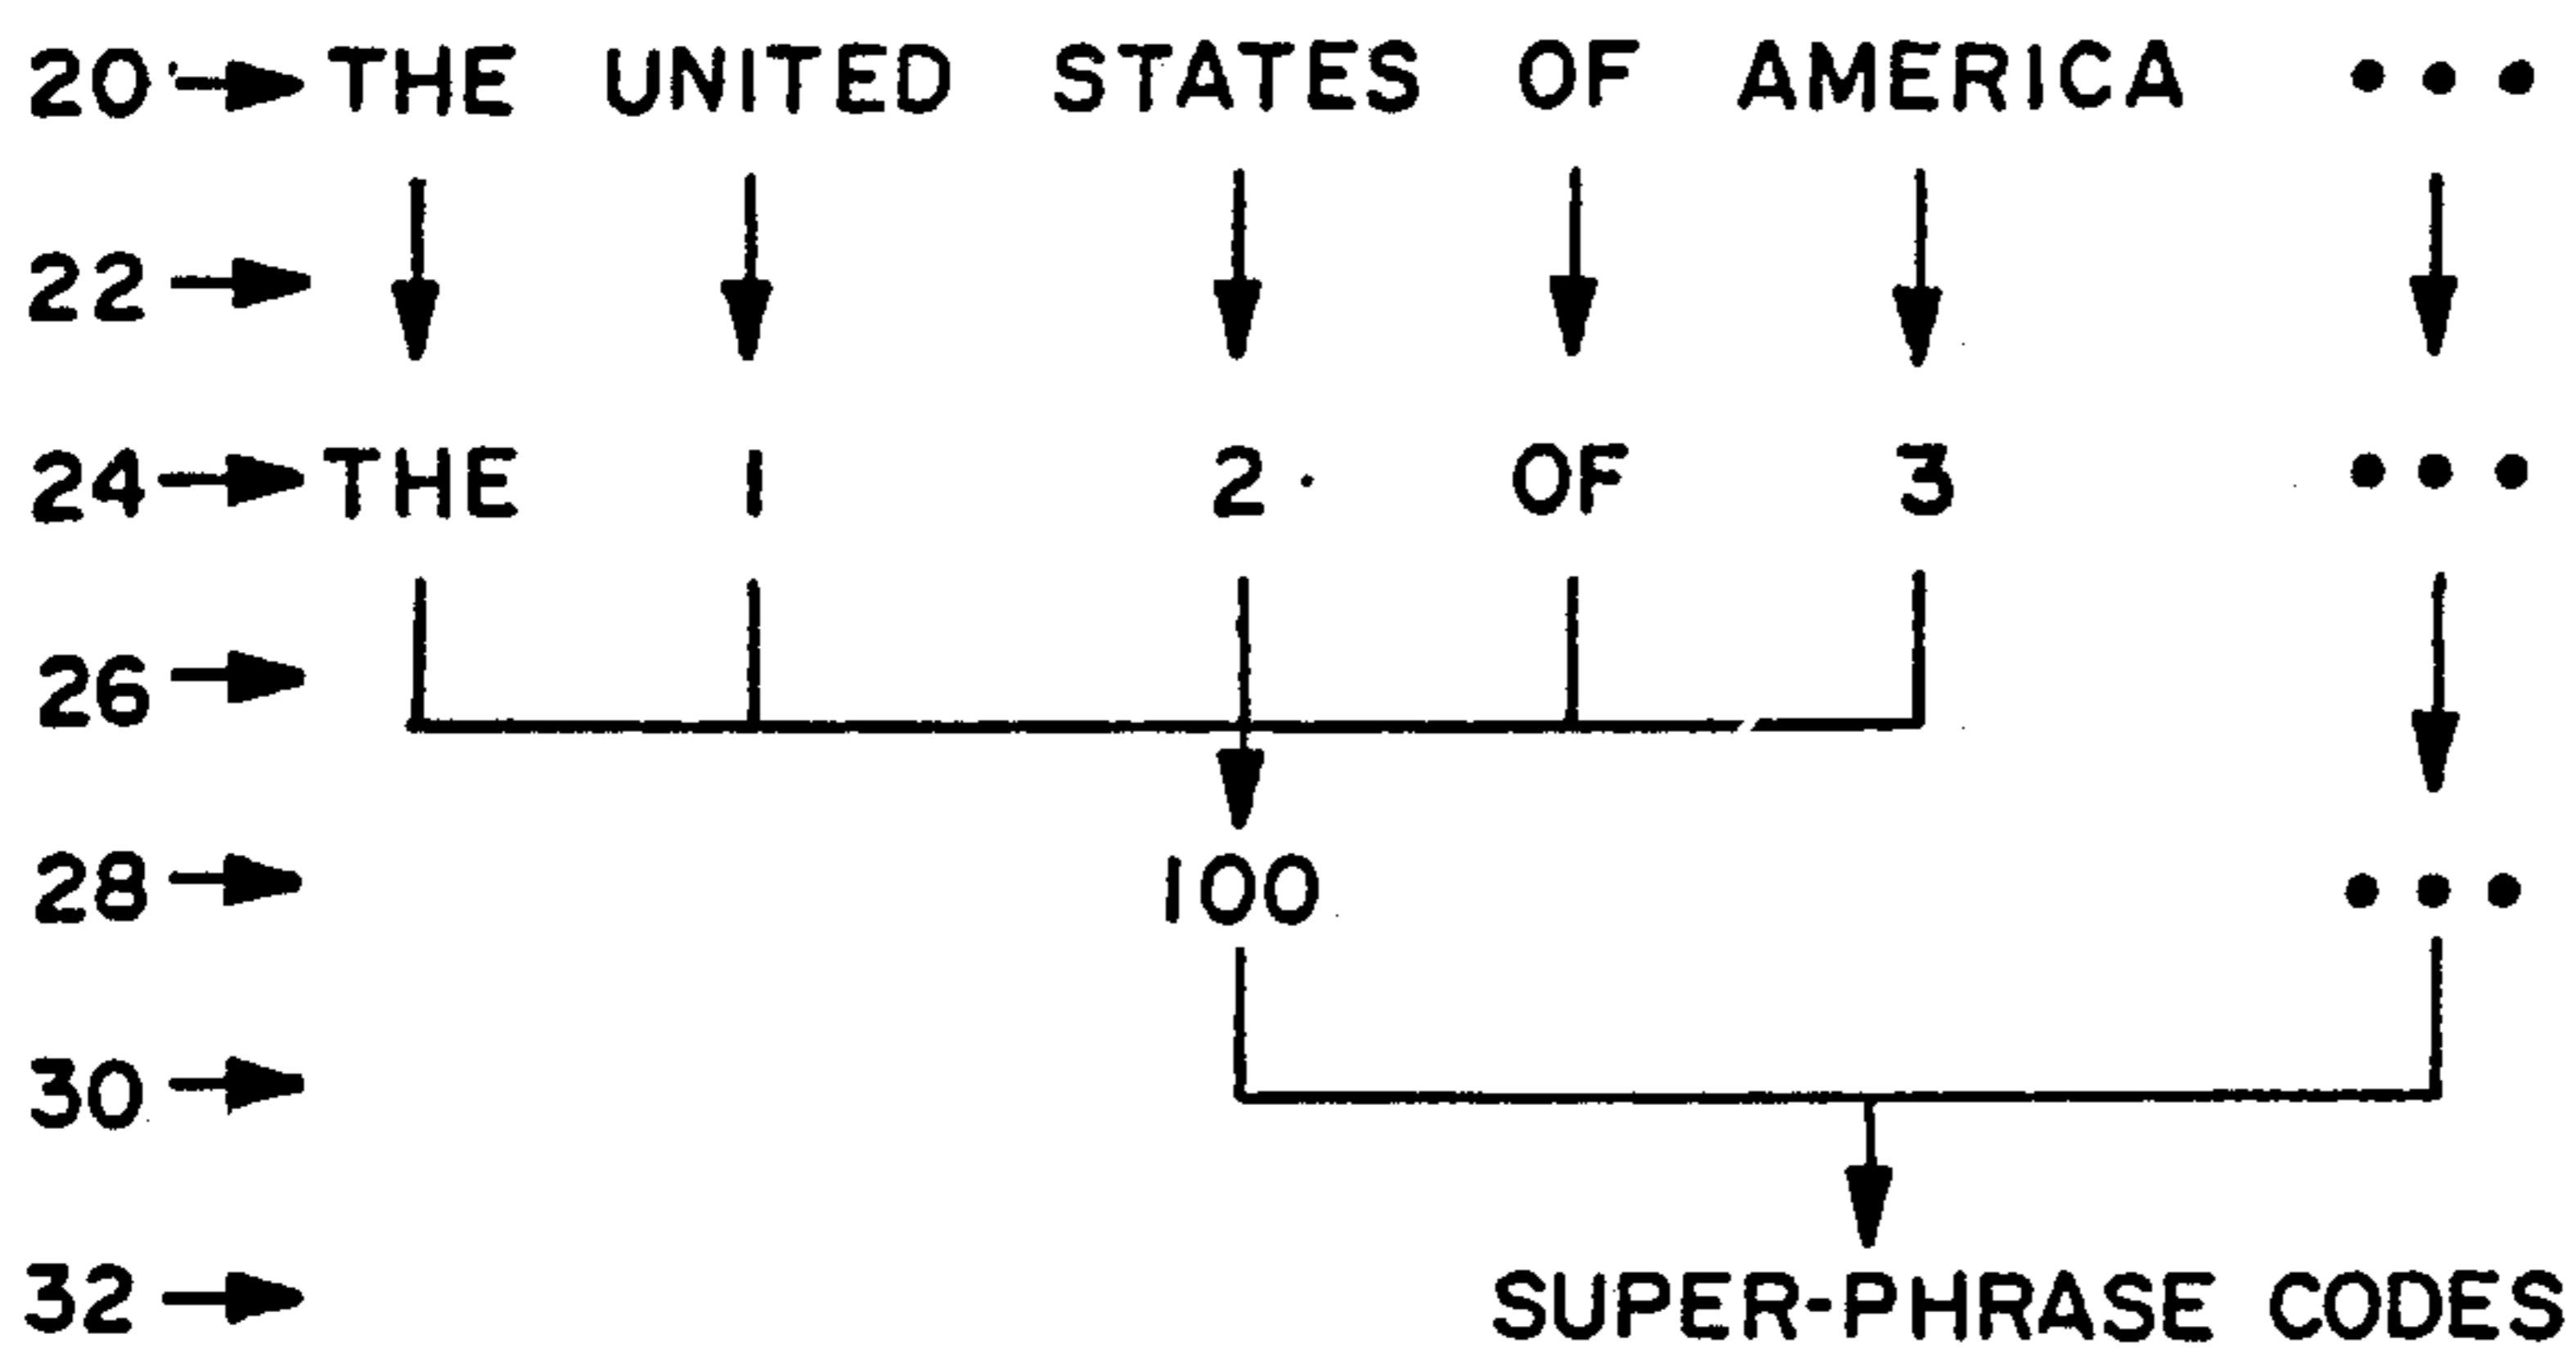 20 THE UNITED STATES OF AMERICA •••
22
24 THE 1 2 OF 3 •••
26
28 100 •••
30
32 SUPER-PHRASE CODES